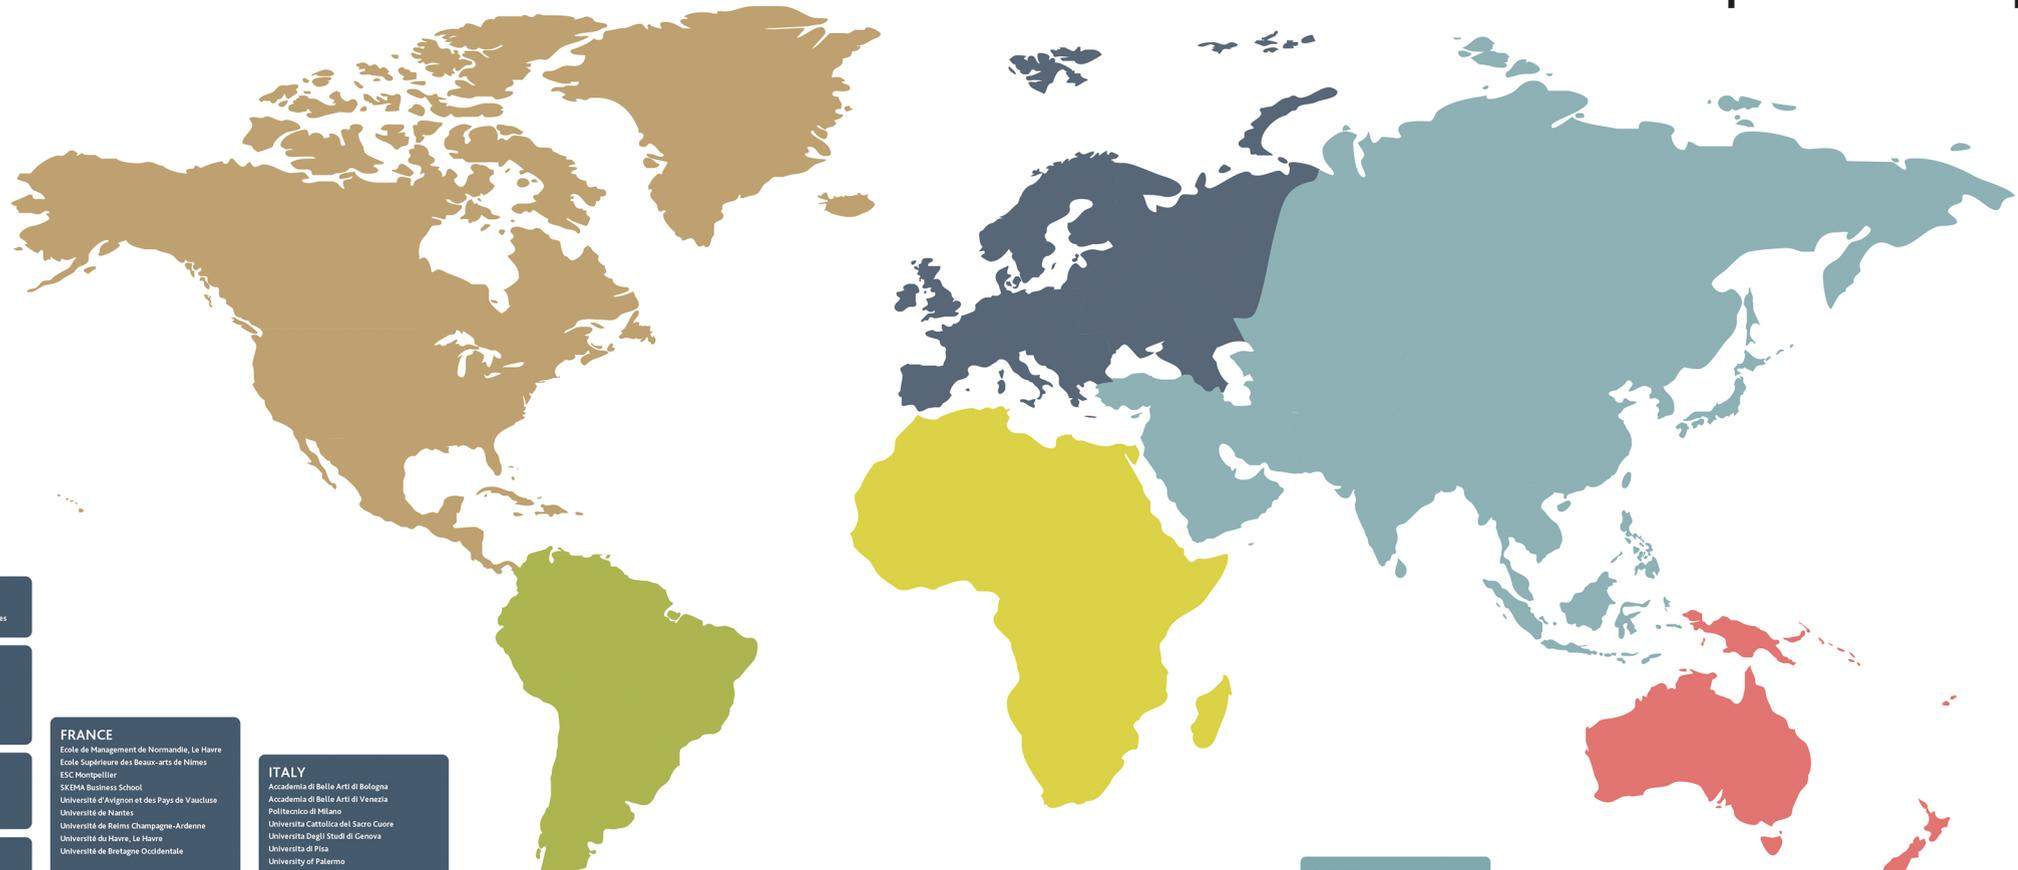 es
FRANCE
Ecole de Management de Normandie, Le Havre
Ecole Supérieure des Beaux-arts de Nimes
ESC Montpellier
SKEMA Business School
Université d'Avignon et des Pays de Vaucluse
Université de Nantes
Université de Reims Champagne-Ardenne
Université du Havre, Le Havre
Université de Bretagne Occidentale
ITALY
Accademia di Belle Arti di Bologna
Accademia di Belle Arti di Venezia
Politecnico di Milano
Universita Cattolica del Sacro Cuore
Universita Degli Studi di Genova
Universita di Pisa
University of Palermo